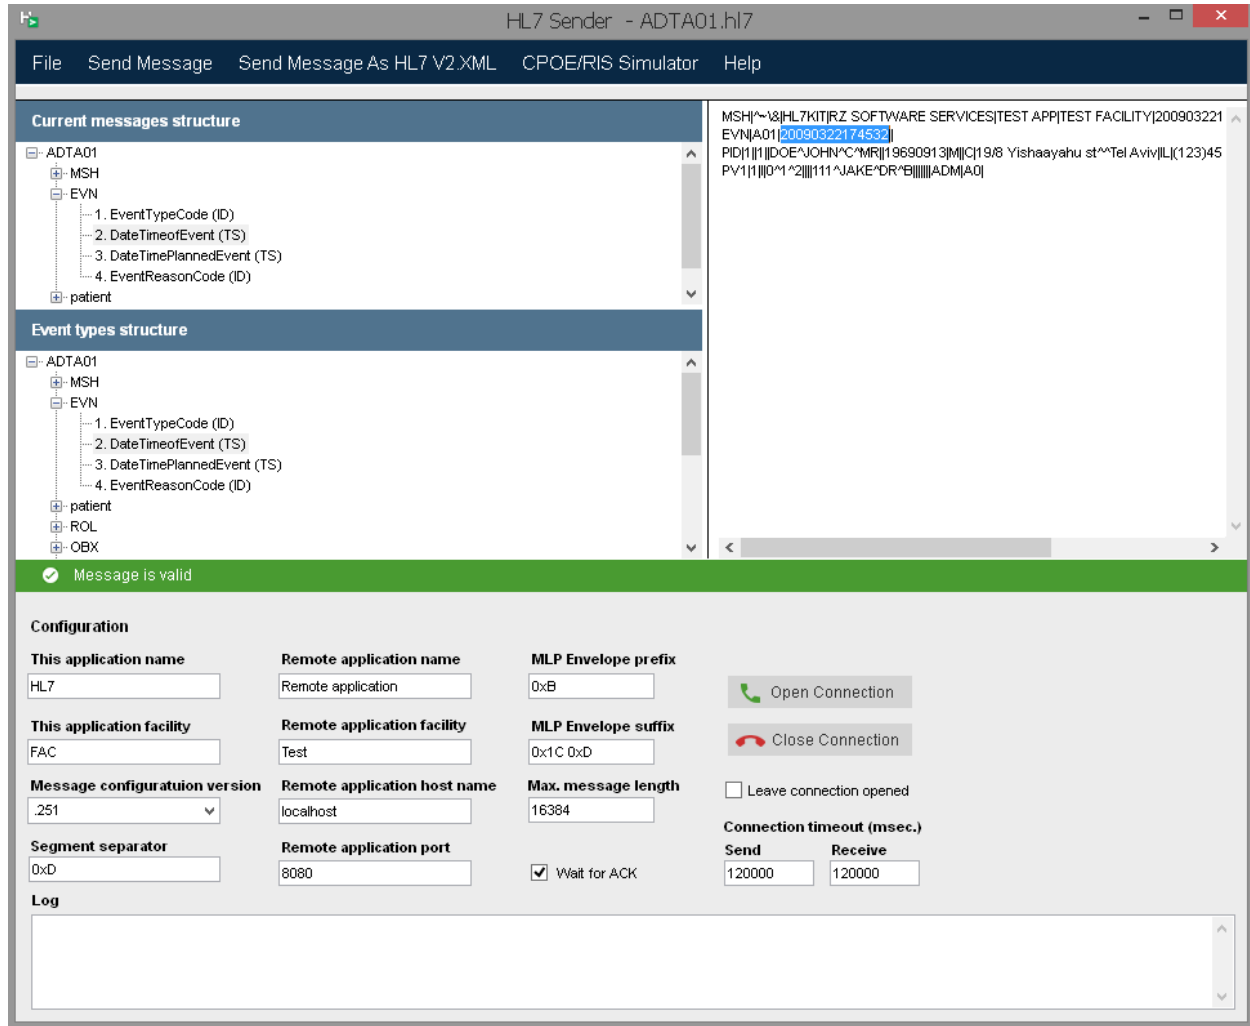 HL7 Sender - ADTA01.hl7
File Send Message Send Message As HL7 V2.XML CPOE/RIS Simulator Help
Current messages structure
ADTA01
MSH
EVN
1. EventTypeCode (ID)
2. DateTimeofEvent (TS)
3. DateTimePlannedEvent (TS)
4. EventReasonCode (ID)
patient
Event types structure
ADTA01
MSH
EVN
1. EventTypeCode (ID)
2. DateTimeofEvent (TS)
3. DateTimePlannedEvent (TS)
4. EventReasonCode (ID)
patient
ROL
OBX
MSH|^~\&|HL7KIT|RZ SOFTWARE SERVICES|TEST APP|TEST FACILITY|200903221
EVN|A01|20090322174532||
PID|1||1||DOE^JOHN^C^MR||19690913|M||C|19/8 Yishaayahu st^^Tel Aviv|IL|(123)45
PV1|1||I|0^1^2||||111^JAKE^DR^B|||||||ADM|A0|
Message is valid
Configuration
This application name Remote application name MLP Envelope prefix
HL7 Remote application 0xB
Open Connection
This application facility Remote application facility MLP Envelope suffix
FAC Test 0x1C 0xD
Close Connection
Message configuratuion version Remote application host name Max. message length
.251 localhost 16384
Leave connection opened
Connection timeout (msec.)
Segment separator Remote application port Send Receive
0xD 8080 Wait for ACK 120000 120000
Log